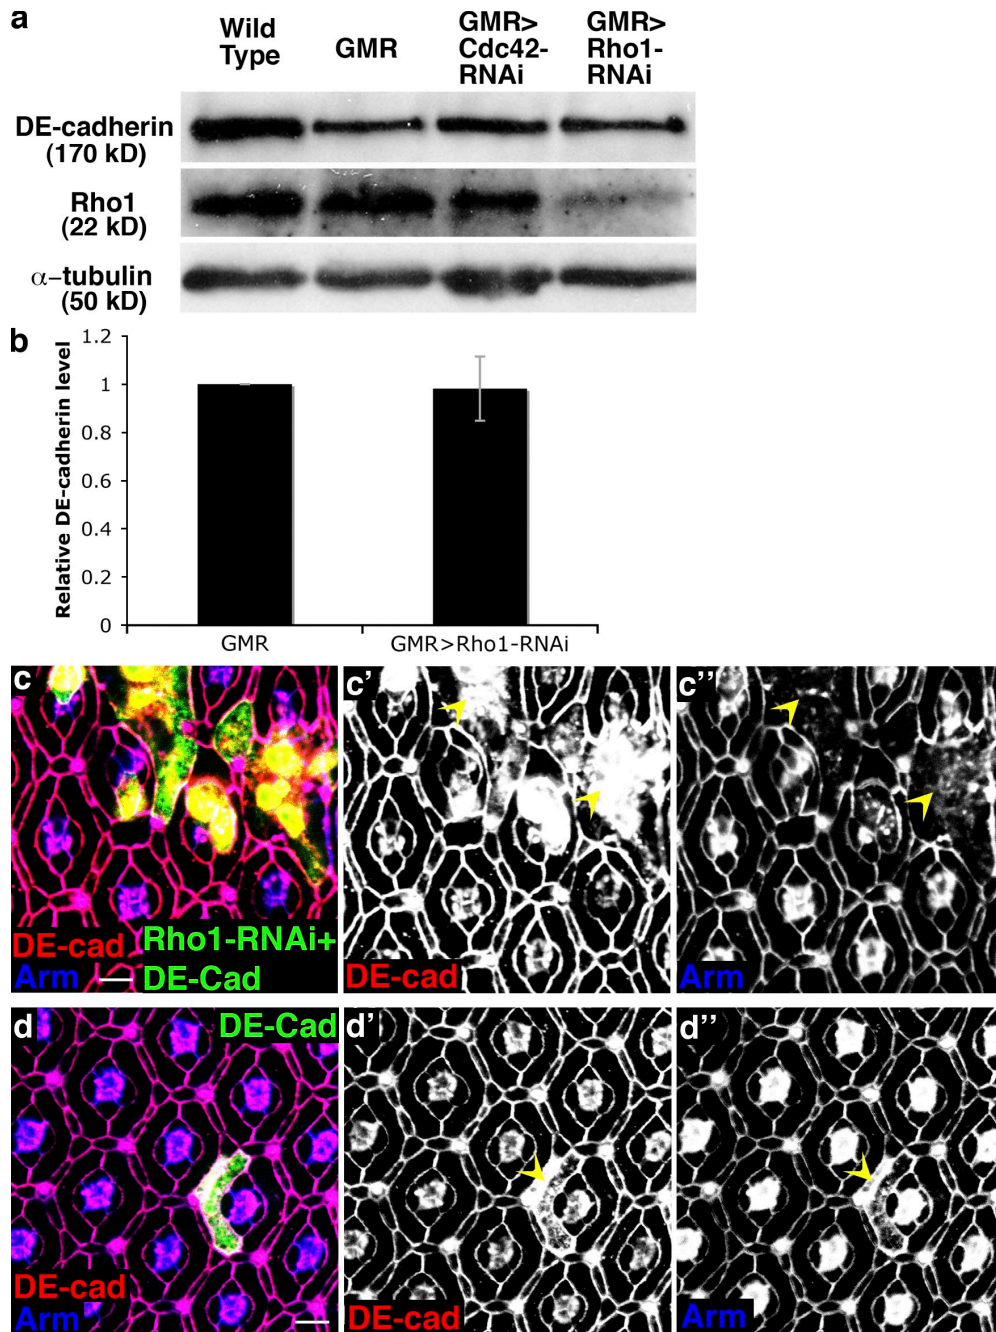 a
Wild
Type
GMR
GMR>
Cdc42-
RNAi
GMR>
Rho1-
RNAi
DE-cadherin
(170 kD)
Rho1
(22 kD)
α-tubulin
(50 kD)
b
Relative DE-cadherin level
1.2
1
0.8
0.6
0.4
0.2
0
GMR
GMR>Rho1-RNAi
c
DE-cad
Arm
Rho1-RNAi+
DE-Cad
c'
DE-cad
c''
Arm
d
DE-Cad
DE-cad
Arm
d'
DE-cad
d''
Arm